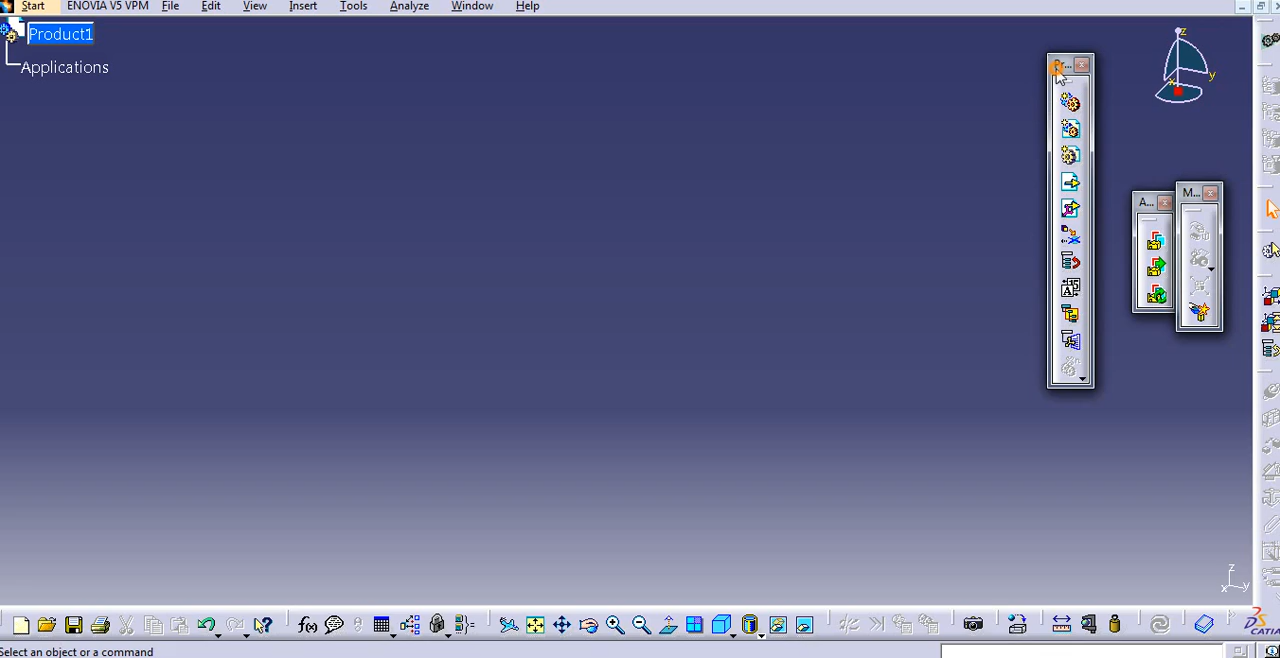 Start ENOVIA V5 VPM File Edit View Insert Tools Analyze Window Help
Product1
Applications
A... M...
z
y
x
z
x y
f(x)
CATIA
Select an object or a command